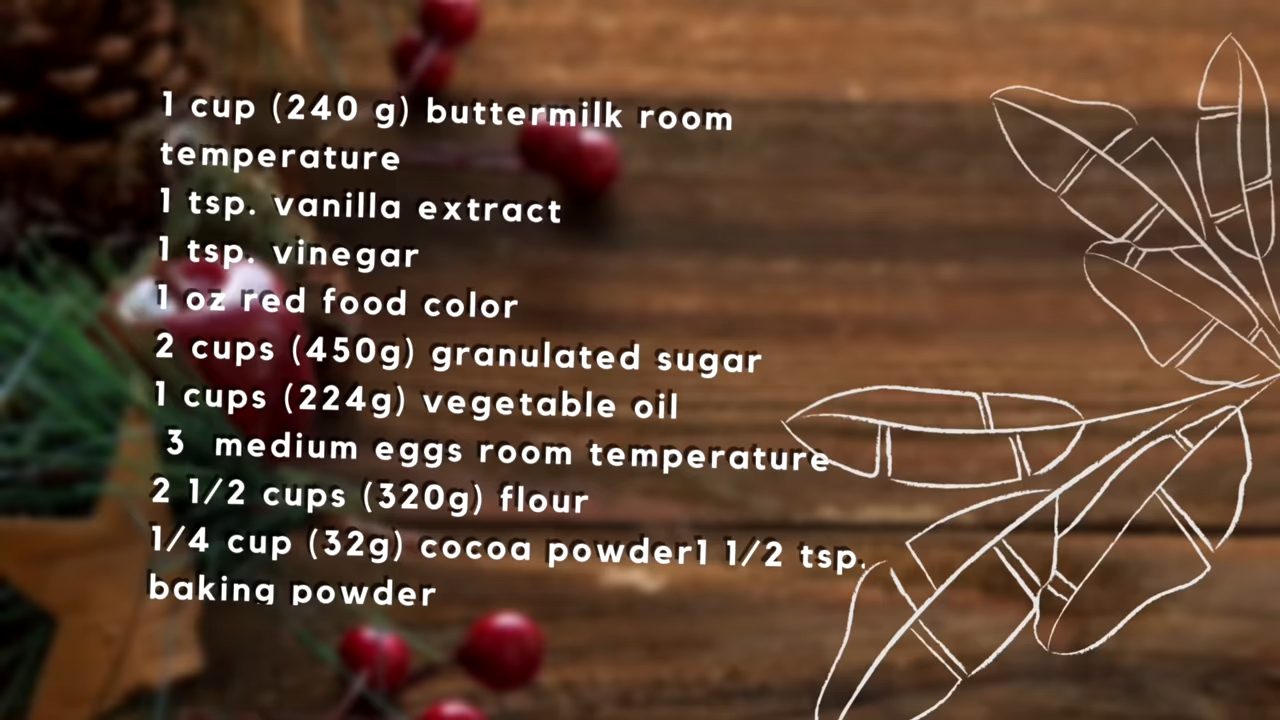 1 cup (240 g) buttermilk room
temperature
1 tsp. vanilla extract
1 tsp. vinegar
1 oz red food color
2 cups (450g) granulated sugar
1 cups (224g) vegetable oil
3 medium eggs room temperature
2 1/2 cups (320g) flour
1/4 cup (32g) cocoa powder1 1/2 tsp.
baking powder